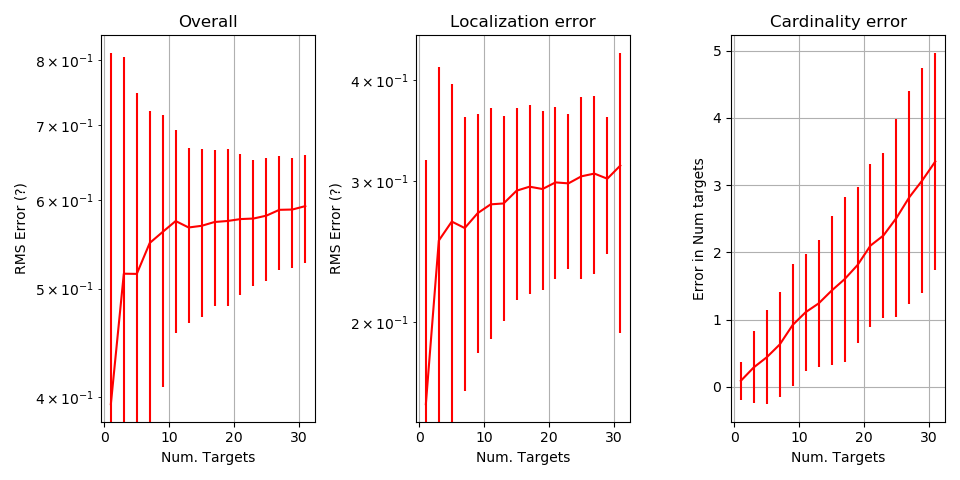 Overall
8 × 10⁻¹
7 × 10⁻¹
6 × 10⁻¹
5 × 10⁻¹
4 × 10⁻¹
RMS Error (?)
0 10 20 30
Num. Targets
Localization error
4 × 10⁻¹
3 × 10⁻¹
2 × 10⁻¹
RMS Error (?)
0 10 20 30
Num. Targets
Cardinality error
5
4
3
2
1
0
Error in Num targets
0 10 20 30
Num. Targets